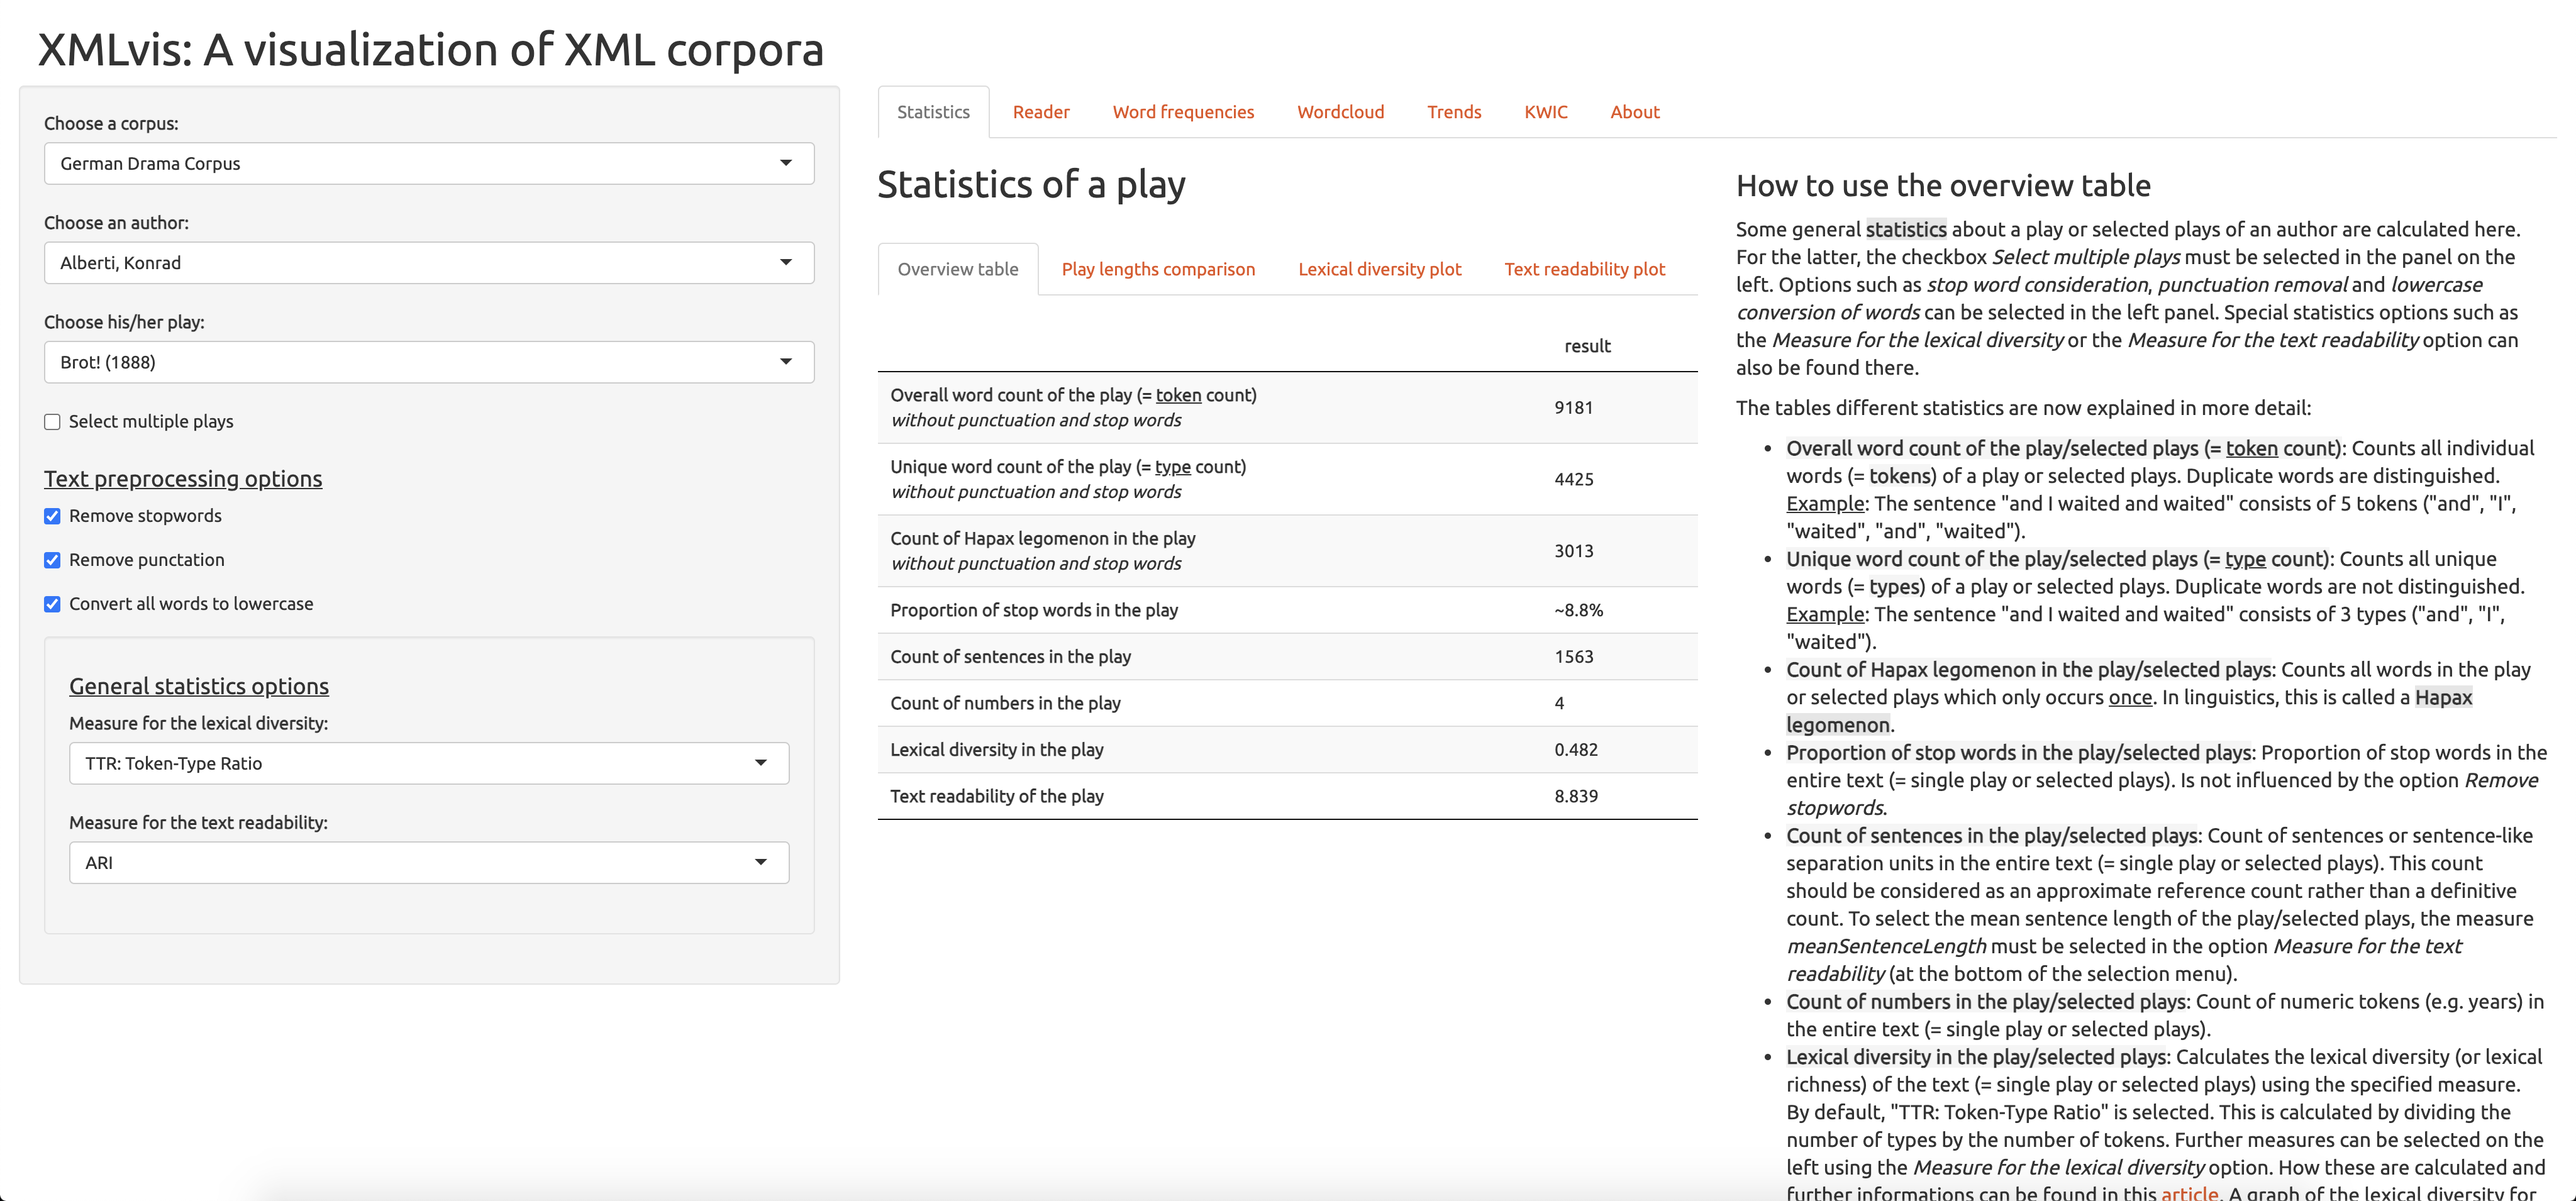 XMLvis: A visualization of XML corpora
Choose a corpus:
German Drama Corpus
Choose an author:
Alberti, Konrad
Choose his/her play:
Brot! (1888)
Select multiple plays
Text preprocessing options
Remove stopwords
Remove punctation
Convert all words to lowercase
General statistics options
Measure for the lexical diversity:
TTR: Token-Type Ratio
Measure for the text readability:
ARI
Statistics
Reader
Word frequencies
Wordcloud
Trends
KWIC
About
Statistics of a play
Overview table
Play lengths comparison
Lexical diversity plot
Text readability plot
result
Overall word count of the play (= token count)
without punctuation and stop words
9181
Unique word count of the play (= type count)
without punctuation and stop words
4425
Count of Hapax legomenon in the play
without punctuation and stop words
3013
Proportion of stop words in the play
~8.8%
Count of sentences in the play
1563
Count of numbers in the play
4
Lexical diversity in the play
0.482
Text readability of the play
8.839
How to use the overview table
Some general statistics about a play or selected plays of an author are calculated here.
For the latter, the checkbox Select multiple plays must be selected in the panel on the
left. Options such as stop word consideration, punctuation removal and lowercase
conversion of words can be selected in the left panel. Special statistics options such as
the Measure for the lexical diversity or the Measure for the text readability option can
also be found there.
The tables different statistics are now explained in more detail:
• Overall word count of the play/selected plays (= token count): Counts all individual
words (= tokens) of a play or selected plays. Duplicate words are distinguished.
Example: The sentence "and I waited and waited" consists of 5 tokens ("and", "I",
"waited", "and", "waited").
• Unique word count of the play/selected plays (= type count): Counts all unique
words (= types) of a play or selected plays. Duplicate words are not distinguished.
Example: The sentence "and I waited and waited" consists of 3 types ("and", "I",
"waited").
• Count of Hapax legomenon in the play/selected plays: Counts all words in the play
or selected plays which only occurs once. In linguistics, this is called a Hapax
legomenon.
• Proportion of stop words in the play/selected plays: Proportion of stop words in the
entire text (= single play or selected plays). Is not influenced by the option Remove
stopwords.
• Count of sentences in the play/selected plays: Count of sentences or sentence-like
separation units in the entire text (= single play or selected plays). This count
should be considered as an approximate reference count rather than a definitive
count. To select the mean sentence length of the play/selected plays, the measure
meanSentenceLength must be selected in the option Measure for the text
readability (at the bottom of the selection menu).
• Count of numbers in the play/selected plays: Count of numeric tokens (e.g. years) in
the entire text (= single play or selected plays).
• Lexical diversity in the play/selected plays: Calculates the lexical diversity (or lexical
richness) of the text (= single play or selected plays) using the specified measure.
By default, "TTR: Token-Type Ratio" is selected. This is calculated by dividing the
number of types by the number of tokens. Further measures can be selected on the
left using the Measure for the lexical diversity option. How these are calculated and
further informations can be found in this article. A graph of the lexical diversity for